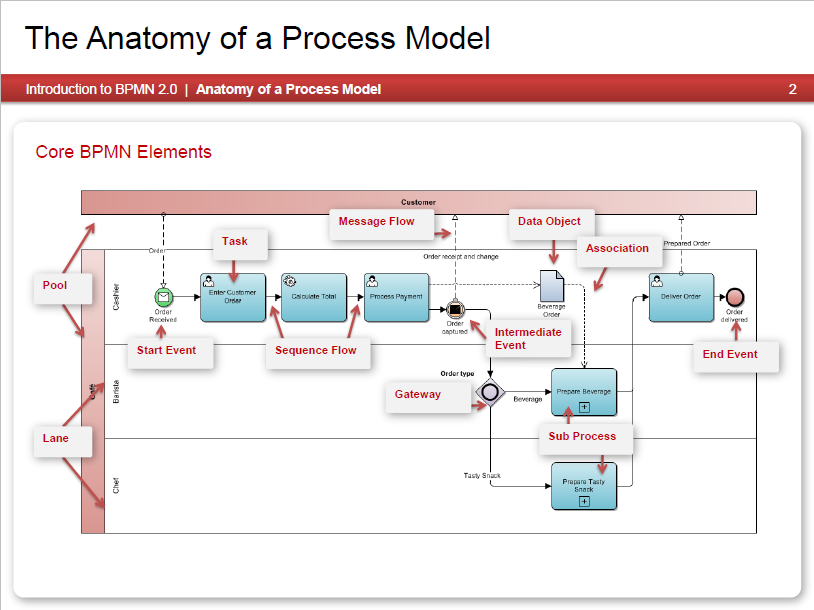 The Anatomy of a Process Model
Introduction to BPMN 2.0 | Anatomy of a Process Model
2
Core BPMN Elements
Customer
Message Flow
Data Object
Task
Order
Prepared Order
Association
Order receipt and change
Pool
Cashier
Enter Customer
Order
Calculate Total
Process Payment
Deliver Order
Order
Received
Beverage
Order
Order
captured
Order
delivered
Start Event
Sequence Flow
Intermediate
Event
End Event
Café
Barista
Order type
Gateway
Beverage
Prepare Beverage
Lane
Sub Process
Chef
Tasty Snack
Prepare Tasty
Snack